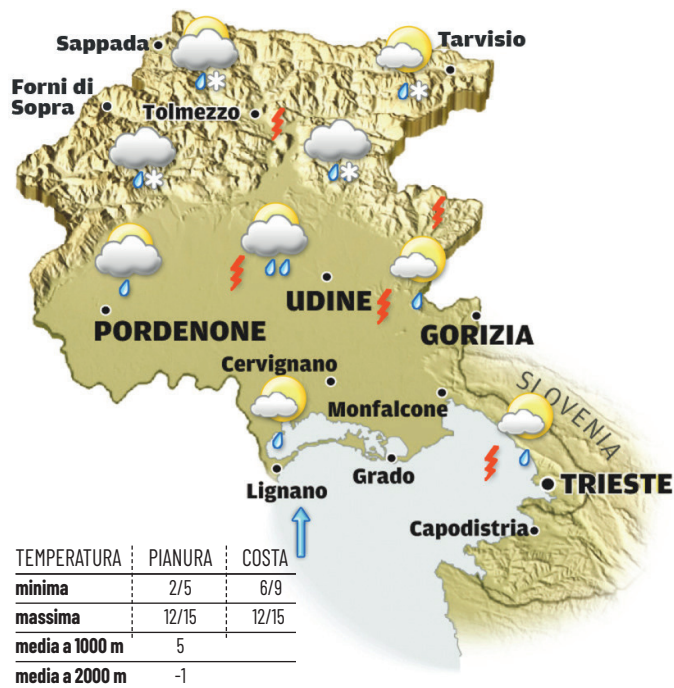 Sappada
Tarvisio
Forni di
Sopra
Tolmezzo
UDINE
PORDENONE
GORIZIA
Cervignano
SLOVENIA
Monfalcone
Grado
Lignano
TRIESTE
Capodistria
TEMPERATURA PIANURA COSTA
minima 2/5 6/9
massima 12/15 12/15
media a 1000 m 5
media a 2000 m -1